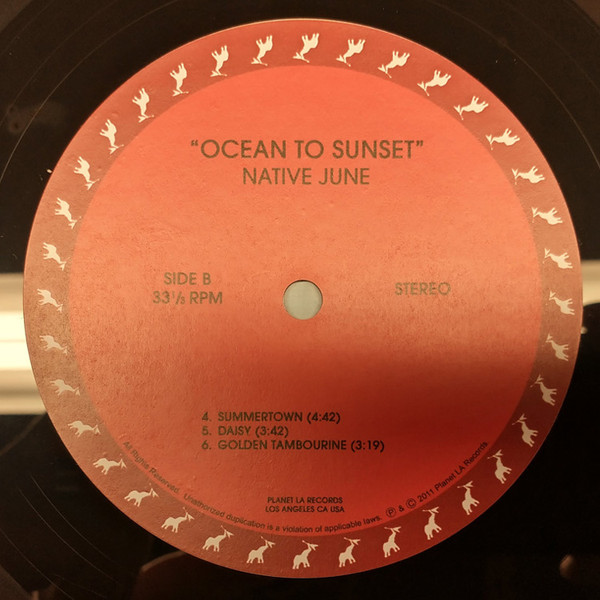 “OCEAN TO SUNSET”
NATIVE JUNE
SIDE B
33⅓ RPM
STEREO
4. SUMMERTOWN (4:42)
5. DAISY (3:42)
6. GOLDEN TAMBOURINE (3:19)
PLANET LA RECORDS
LOS ANGELES CA USA
All Rights Reserved. Unauthorized duplication is a violation of applicable laws. ℗ & © 2011 Planet LA Records